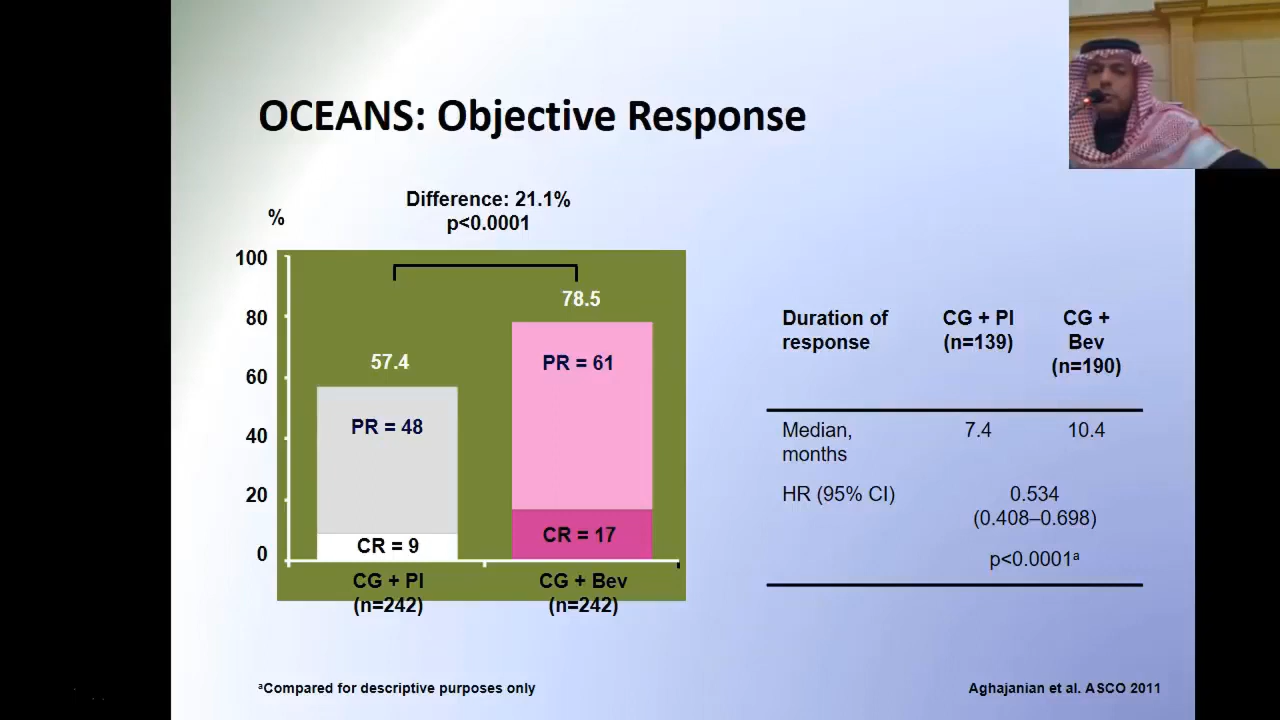 OCEANS: Objective Response
Difference: 21.1%
p<0.0001
%
100
80
60
40
20
0
57.4
PR = 48
CR = 9
78.5
PR = 61
CR = 17
CG + Pl
(n=242)
CG + Bev
(n=242)
Duration of
response
CG + Pl
(n=139)
CG +
Bev
(n=190)
Median,
months
7.4
10.4
HR (95% CI)
0.534
(0.408–0.698)
p<0.0001ᵃ
ᵃCompared for descriptive purposes only
Aghajanian et al. ASCO 2011